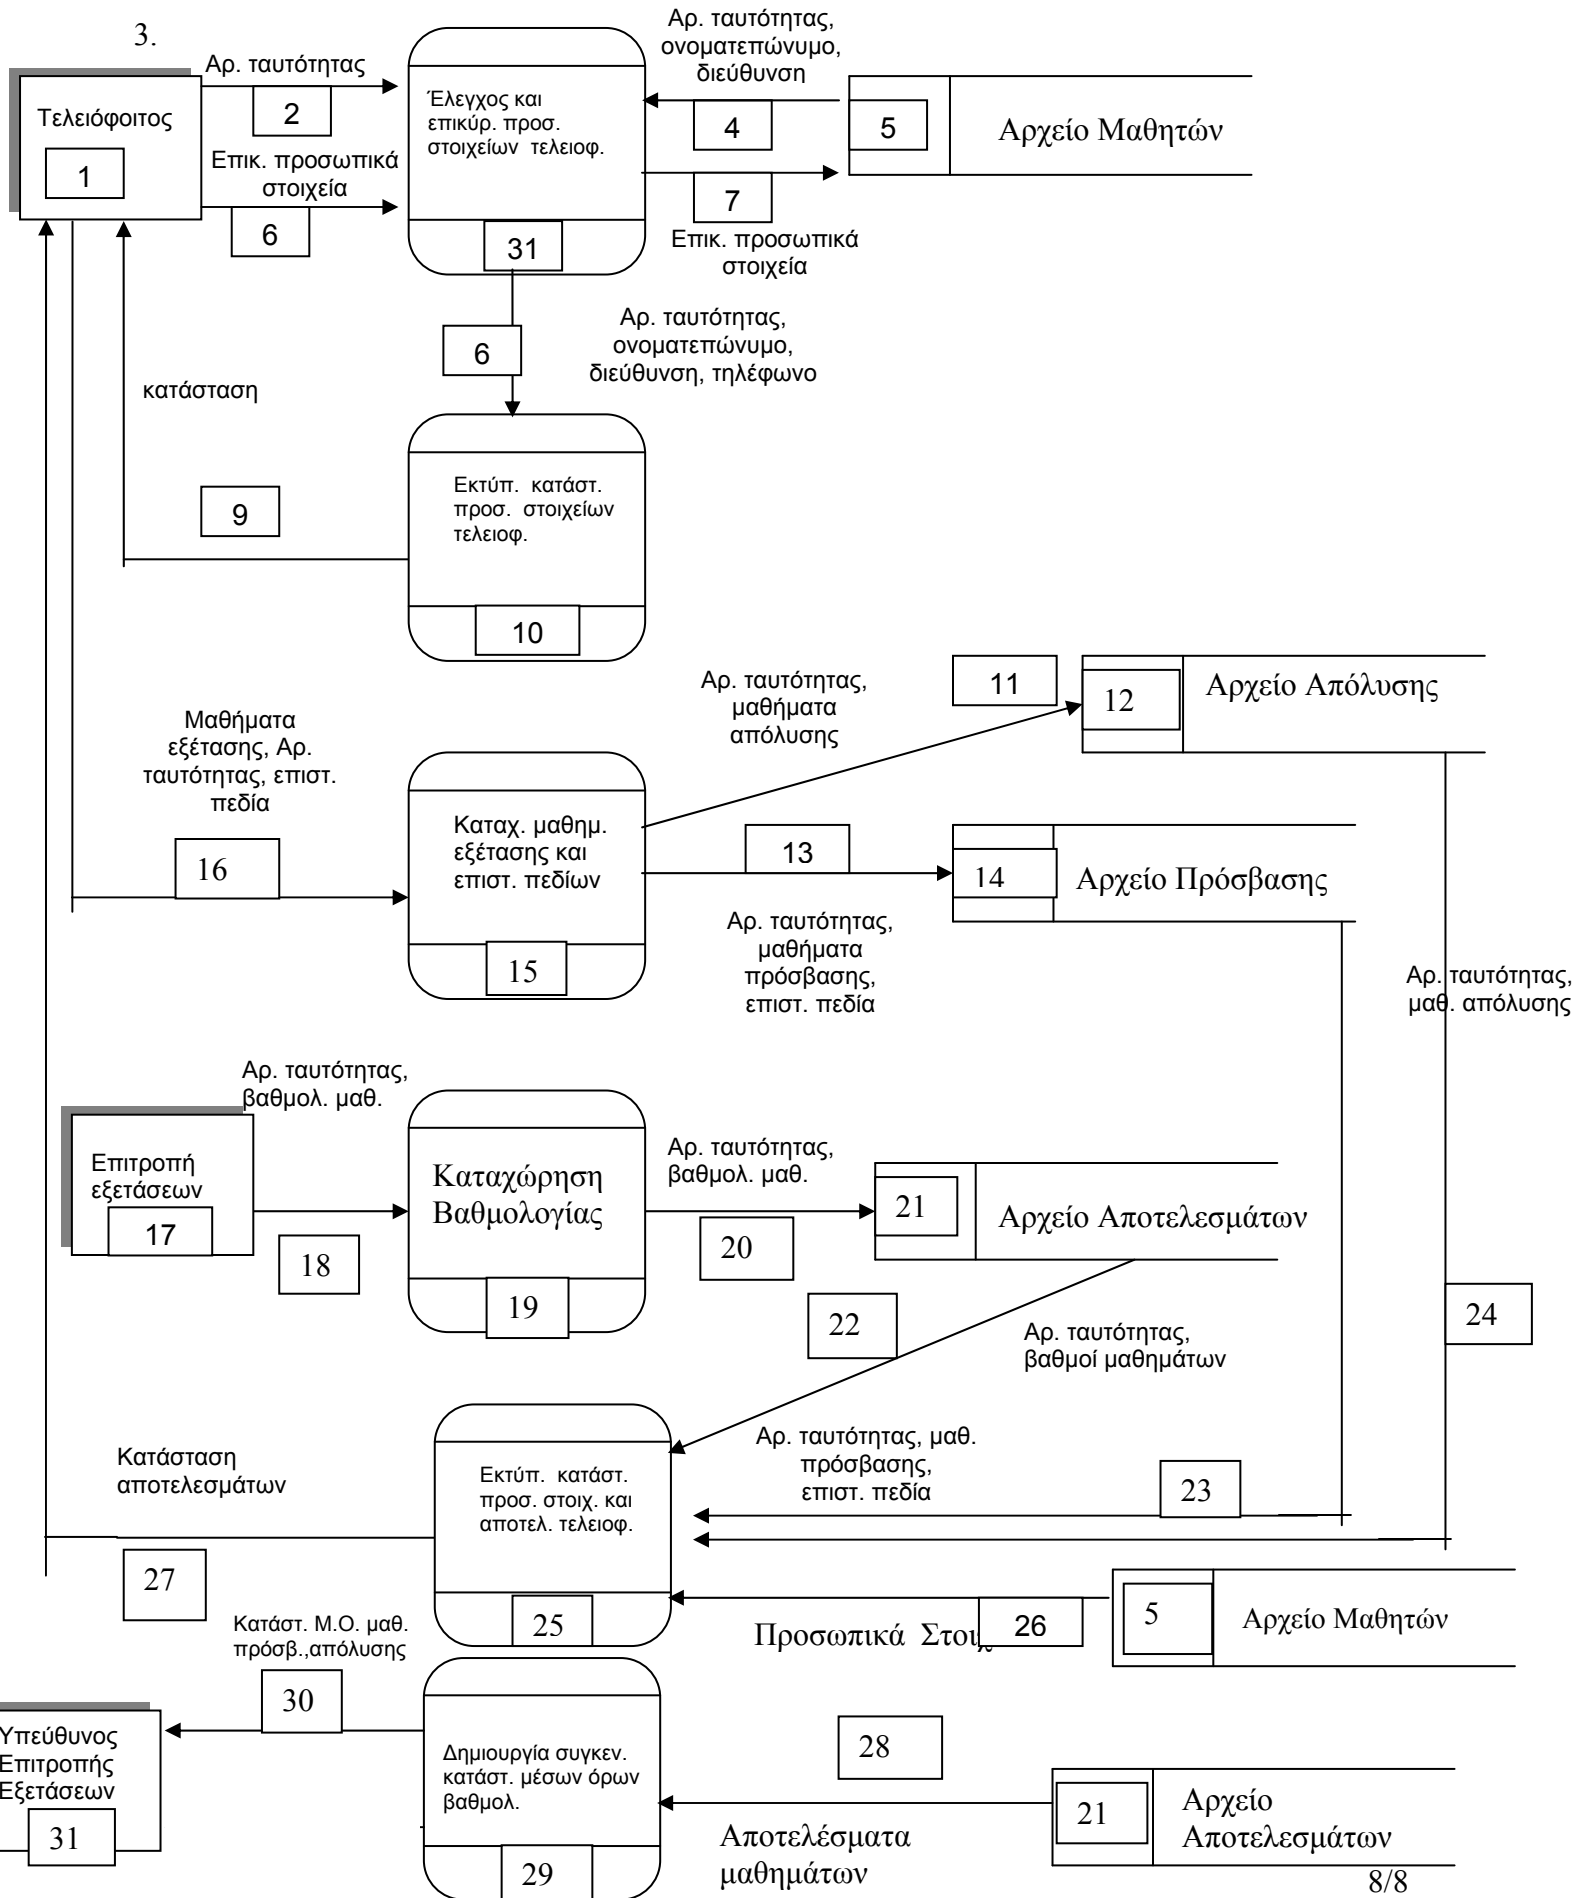 3.
Αρ. ταυτότητας
2
Τελειόφοιτος
1
Επικ. προσωπικά
στοιχεία
6
Έλεγχος και
επικύρ. προσ.
στοιχείων τελειοφ.
31
Αρ. ταυτότητας,
ονοματεπώνυμο,
διεύθυνση
4
5
Αρχείο Μαθητών
7
Επικ. προσωπικά
στοιχεία
6
Αρ. ταυτότητας,
ονοματεπώνυμο,
διεύθυνση, τηλέφωνο
κατάσταση
9
Εκτύπ. κατάστ.
προσ. στοιχείων
τελειοφ.
10
Αρ. ταυτότητας,
μαθήματα
απόλυσης
11
12
Αρχείο Απόλυσης
Μαθήματα
εξέτασης, Αρ.
ταυτότητας, επιστ.
πεδία
16
Καταχ. μαθημ.
εξέτασης και
επιστ. πεδίων
15
13
14
Αρχείο Πρόσβασης
Αρ. ταυτότητας,
μαθήματα
πρόσβασης,
επιστ. πεδία
Αρ. ταυτότητας,
μαθ. απόλυσης
Αρ. ταυτότητας,
βαθμολ. μαθ.
Επιτροπή
εξετάσεων
17
18
Καταχώρηση
Βαθμολογίας
19
Αρ. ταυτότητας,
βαθμολ. μαθ.
20
21
Αρχείο Αποτελεσμάτων
22
Αρ. ταυτότητας,
βαθμοί μαθημάτων
24
Κατάσταση
αποτελεσμάτων
27
Εκτύπ. κατάστ.
προσ. στοιχ. και
αποτελ. τελειοφ.
25
Αρ. ταυτότητας, μαθ.
πρόσβασης,
επιστ. πεδία
23
Προσωπικά
26
5
Αρχείο Μαθητών
Κατάστ. Μ.Ο. μαθ.
πρόσβ.,απόλυσης
30
Υπεύθυνος
Επιτροπής
Εξετάσεων
31
Δημιουργία συγκεν.
κατάστ. μέσων όρων
βαθμολ.
29
28
Αποτελέσματα
μαθημάτων
21
Αρχείο
Αποτελεσμάτων
8/8